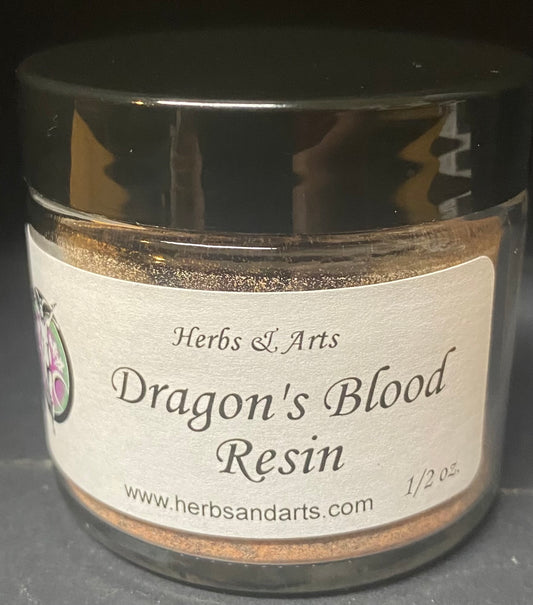 Herbs & Arts
Dragon's Blood
Resin
www.herbsandarts.com
1/2 oz.